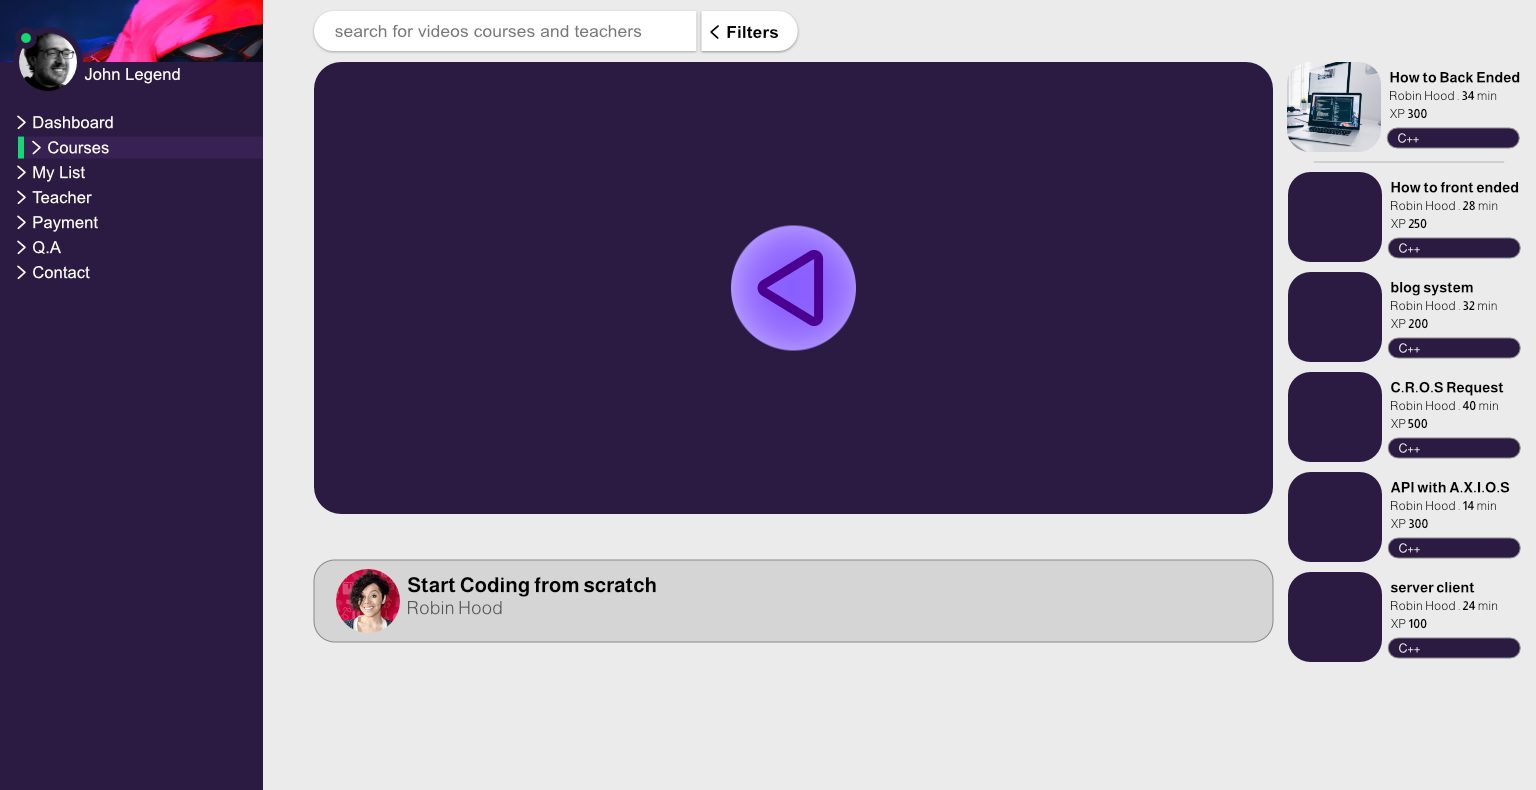 search for videos courses and teachers
Filters
John Legend
Dashboard
Courses
My List
Teacher
Payment
Q.A
Contact
Start Coding from scratch
Robin Hood
How to Back Ended
Robin Hood . 34 min
XP 300
C++
How to front ended
Robin Hood . 28 min
XP 250
C++
blog system
Robin Hood . 32 min
XP 200
C++
C.R.O.S Request
Robin Hood . 40 min
XP 500
C++
API with A.X.I.O.S
Robin Hood . 14 min
XP 300
C++
server client
Robin Hood . 24 min
XP 100
C++